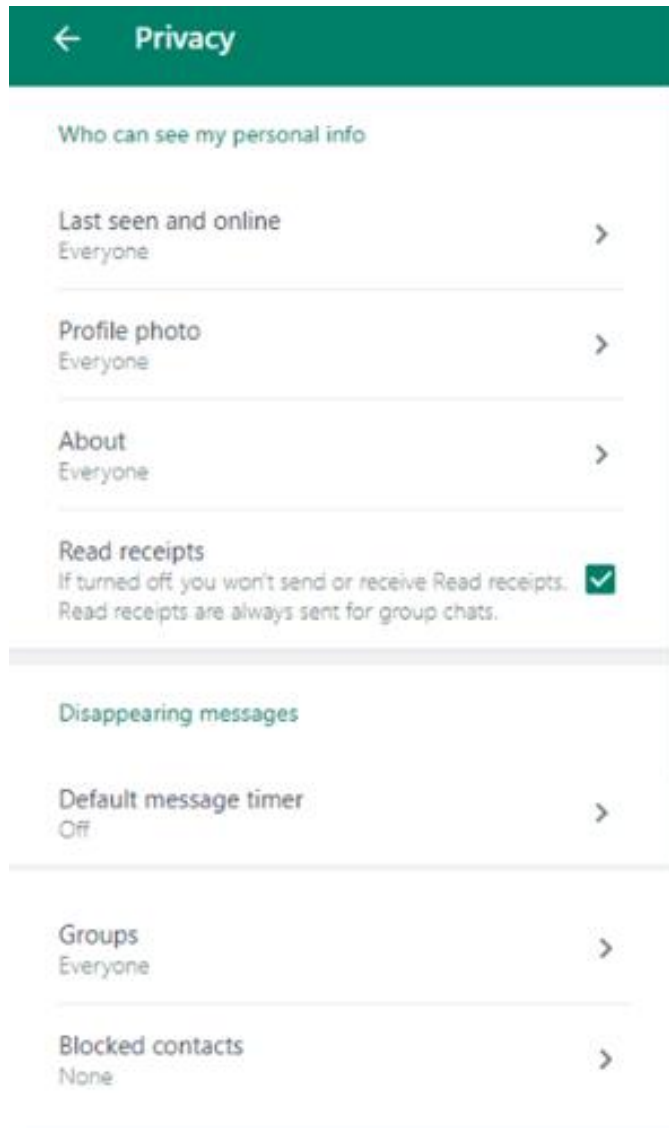 Privacy
Who can see my personal info
Last seen and online
Everyone
Profile photo
Everyone
About
Everyone
Read receipts
If turned off you won't send or receive Read receipts.
Read receipts are always sent for group chats.
Disappearing messages
Default message timer
Off
Groups
Everyone
Blocked contacts
None